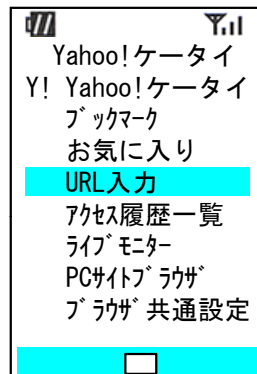 Yahoo!ケータイ
Y! Yahoo!ケータイ
ﾌﾞｯｸﾏｰｸ
お気に入り
URL入力
ｱｸｾｽ履歴一覧
ﾗｲﾌﾞﾓﾆﾀｰ
PCｻｲﾄﾌﾞﾗｳｻﾞ
ﾌﾞﾗｳｻﾞ共通設定